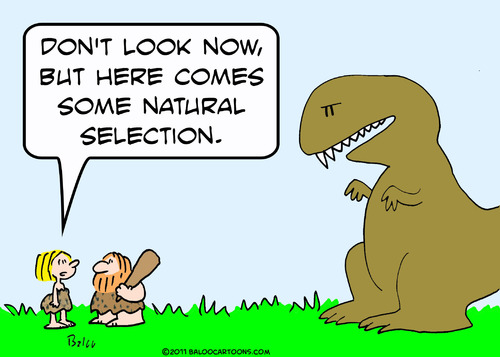 DON'T LOOK NOW,
BUT HERE COMES
SOME NATURAL
SELECTION.
Baloo
©2011 BALOOCARTOONS.COM